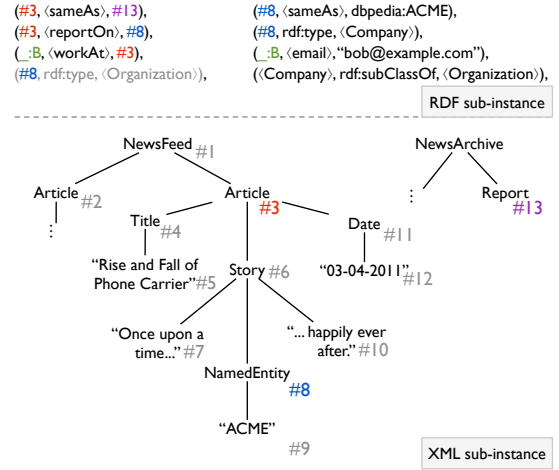 (#3, ⟨sameAs⟩, #13), (#8, ⟨sameAs⟩, dbpedia:ACME),
(#3, ⟨reportOn⟩, #8), (#8, rdf:type, ⟨Company⟩),
(_:B, ⟨workAt⟩, #3), (_:B, ⟨email⟩,"bob@example.com"),
(#8, rdf:type, ⟨Organization⟩), (⟨Company⟩, rdf:subClassOf, ⟨Organization⟩),
RDF sub-instance
NewsFeed #1 NewsArchive
Article #2 Article #3 ⋮ Report #13
⋮ Title #4 Date #11
"Rise and Fall of
Phone Carrier" #5 Story #6 "03-04-2011" #12
"Once upon a
time..." #7
"... happily ever
after." #10
NamedEntity
#8
"ACME"
#9
XML sub-instance